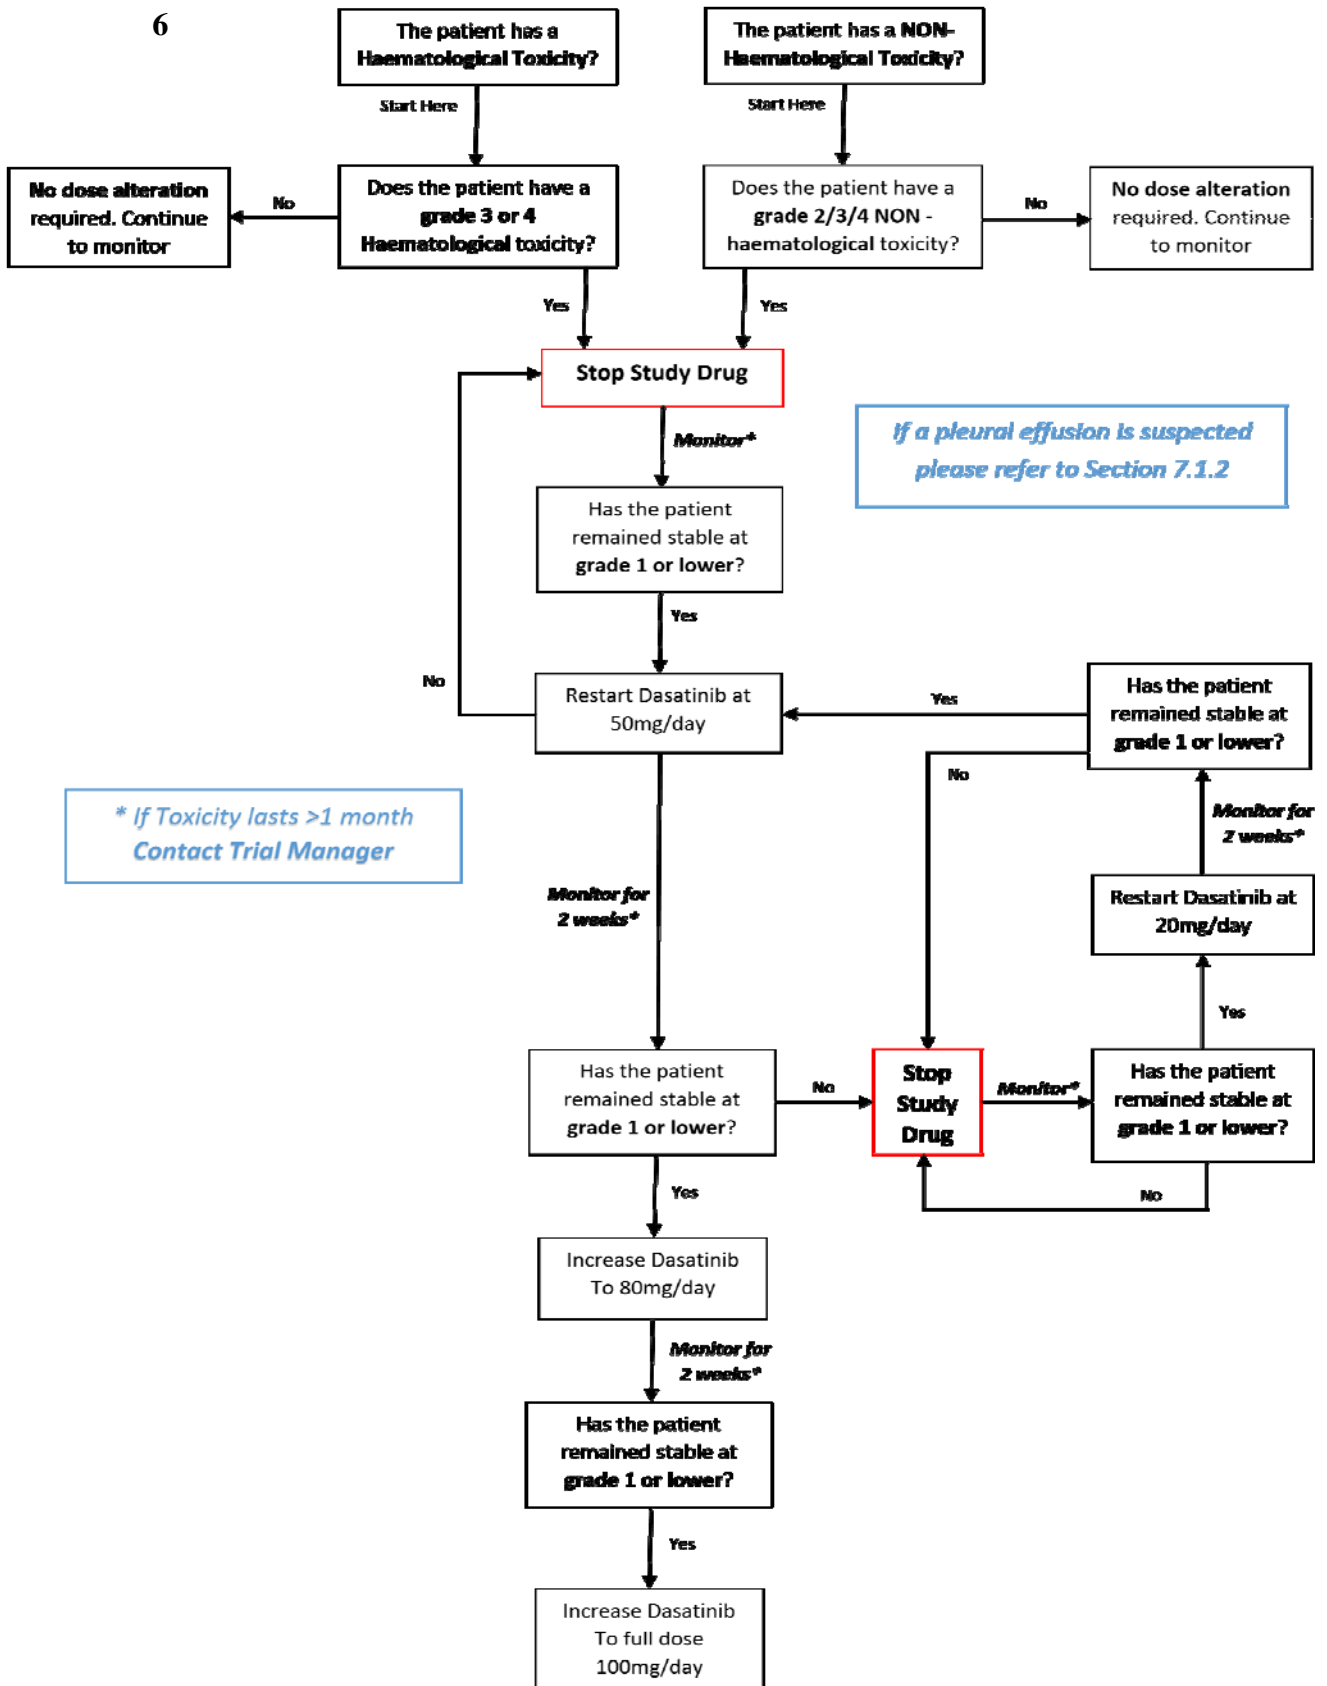 6
The patient has a
Haematological Toxicity?
The patient has a NON-
Haematological Toxicity?
Start Here
Start Here
No dose alteration
required. Continue
to monitor
No
Does the patient have a
grade 3 or 4
Haematological toxicity?
Does the patient have a
grade 2/3/4 NON -
haematological toxicity?
No
No dose alteration
required. Continue
to monitor
Yes
Yes
Stop Study Drug
Monitor*
If a pleural effusion is suspected
please refer to Section 7.1.2
Has the patient
remained stable at
grade 1 or lower?
Yes
No
Restart Dasatinib at
50mg/day
Yes
Has the patient
remained stable at
grade 1 or lower?
No
* If Toxicity lasts >1 month
Contact Trial Manager
Monitor for
2 weeks*
Monitor for
2 weeks*
Restart Dasatinib at
20mg/day
Yes
Has the patient
remained stable at
grade 1 or lower?
No
Stop
Study
Drug
Monitor*
Has the patient
remained stable at
grade 1 or lower?
No
Yes
Increase Dasatinib
To 80mg/day
Monitor for
2 weeks*
Has the patient
remained stable at
grade 1 or lower?
Yes
Increase Dasatinib
To full dose
100mg/day